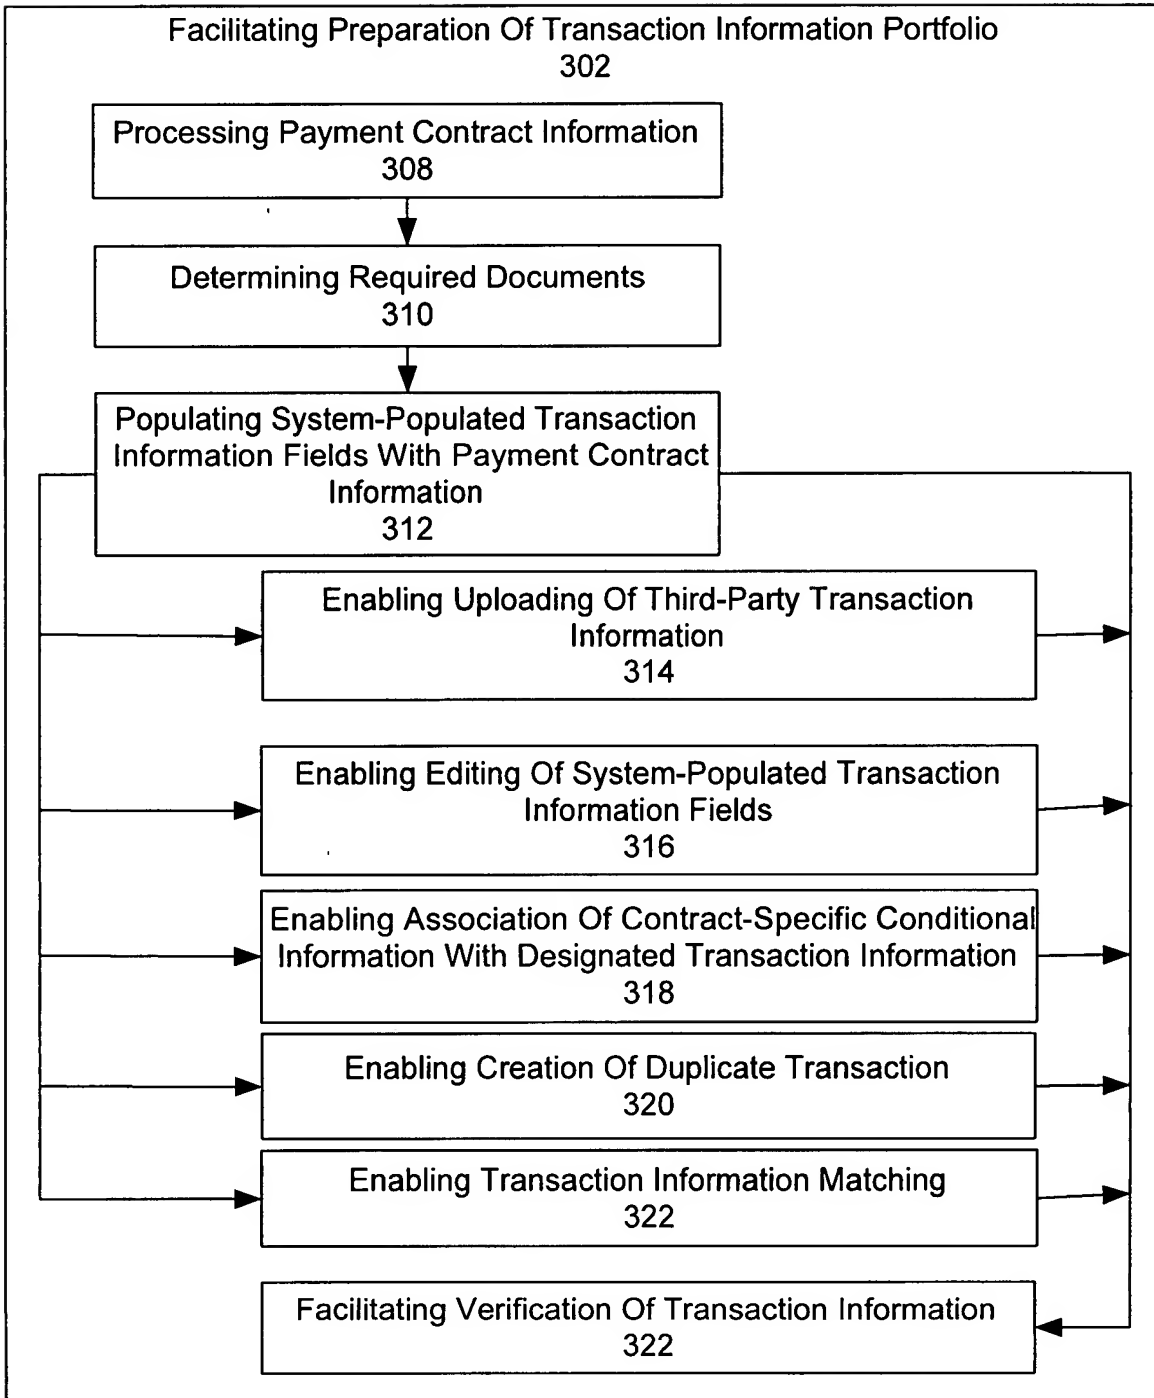 Facilitating Preparation Of Transaction Information Portfolio
302
Processing Payment Contract Information
308
Determining Required Documents
310
Populating System-Populated Transaction
Information Fields With Payment Contract
Information
312
Enabling Uploading Of Third-Party Transaction
Information
314
Enabling Editing Of System-Populated Transaction
Information Fields
316
Enabling Association Of Contract-Specific Conditional
Information With Designated Transaction Information
318
Enabling Creation Of Duplicate Transaction
320
Enabling Transaction Information Matching
322
Facilitating Verification Of Transaction Information
322